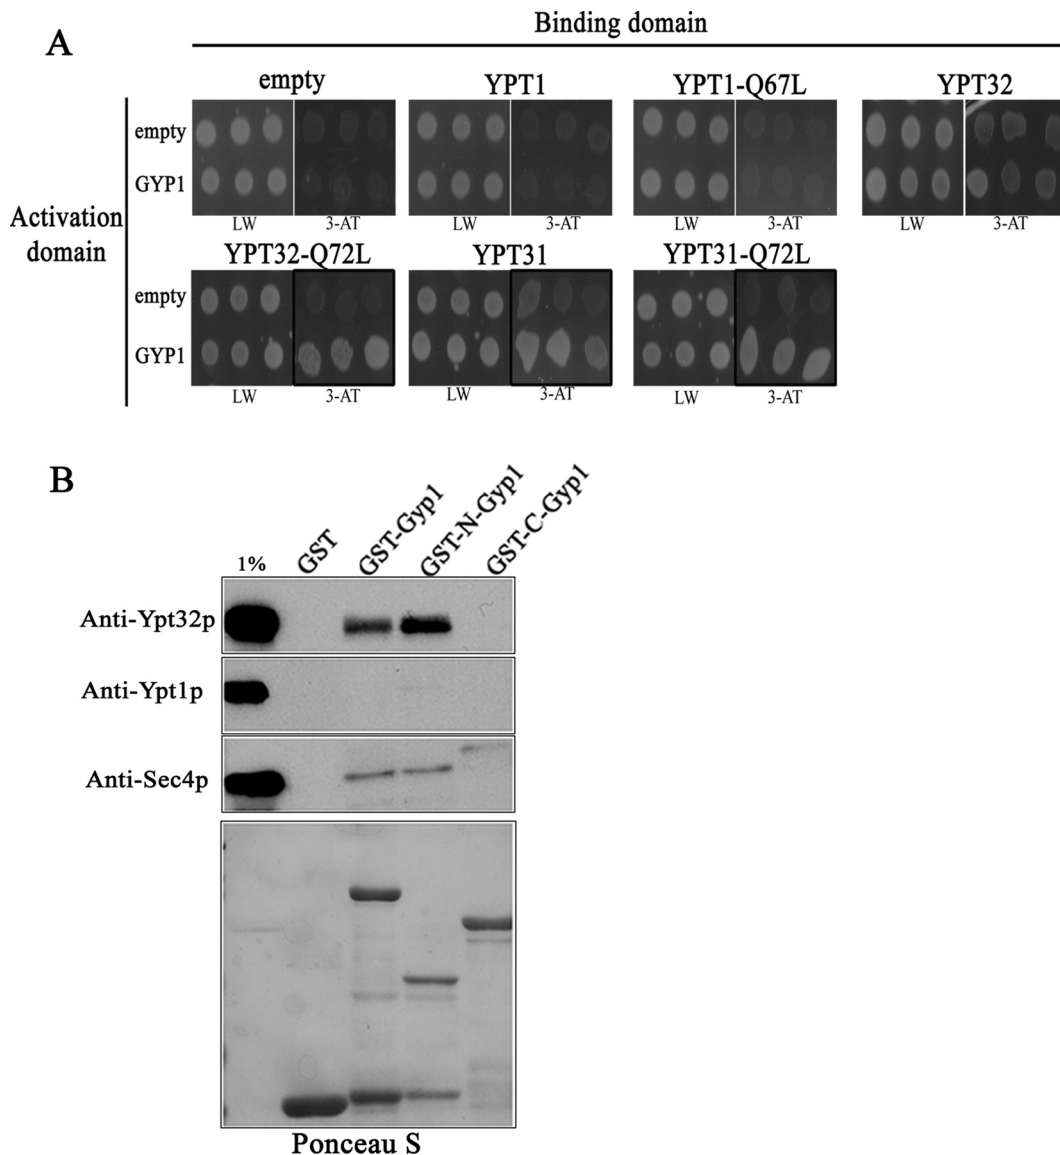 A
Binding domain
empty YPT1 YPT1-Q67L YPT32
empty
GYP1
LW 3-AT LW 3-AT LW 3-AT LW 3-AT
Activation
domain
YPT32-Q72L YPT31 YPT31-Q72L
empty
GYP1
LW 3-AT LW 3-AT LW 3-AT
B
1% GST GST-Gyp1 GST-N-Gyp1 GST-C-Gyp1
Anti-Ypt32p
Anti-Ypt1p
Anti-Sec4p
Ponceau S